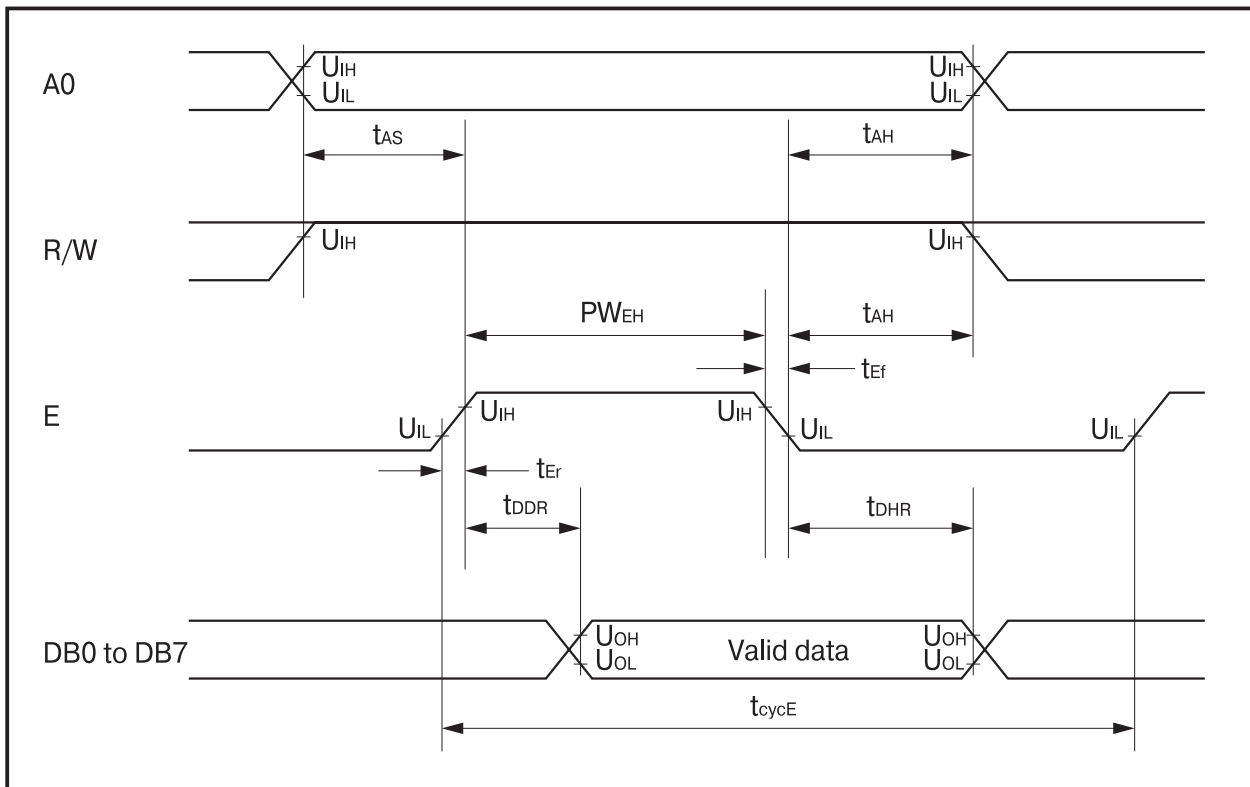 A0
UIH
UIL
UIH
UIL
tAS
tAH
R/W
UIH
UIH
PWEH
tAH
tEf
E
UIL
UIH
UIH
UIL
UIL
tEr
tDDR
tDHR
DB0 to DB7
UOH
UOL
Valid data
UOH
UOL
tcycE